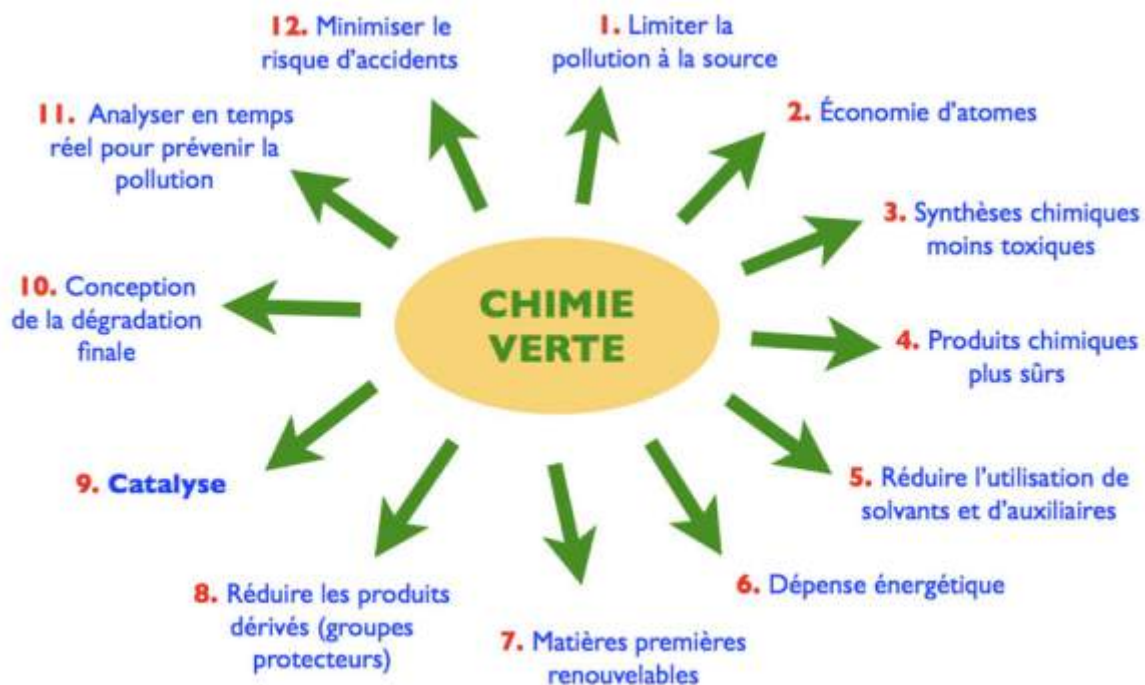 CHIMIE
VERTE
1. Limiter la
pollution à la source
2. Économie d'atomes
3. Synthèses chimiques
moins toxiques
4. Produits chimiques
plus sûrs
5. Réduire l'utilisation de
solvants et d'auxiliaires
6. Dépense énergétique
7. Matières premières
renouvelables
8. Réduire les produits
dérivés (groupes
protecteurs)
9. Catalyse
10. Conception
de la dégradation
finale
11. Analyser en temps
réel pour prévenir la
pollution
12. Minimiser le
risque d'accidents